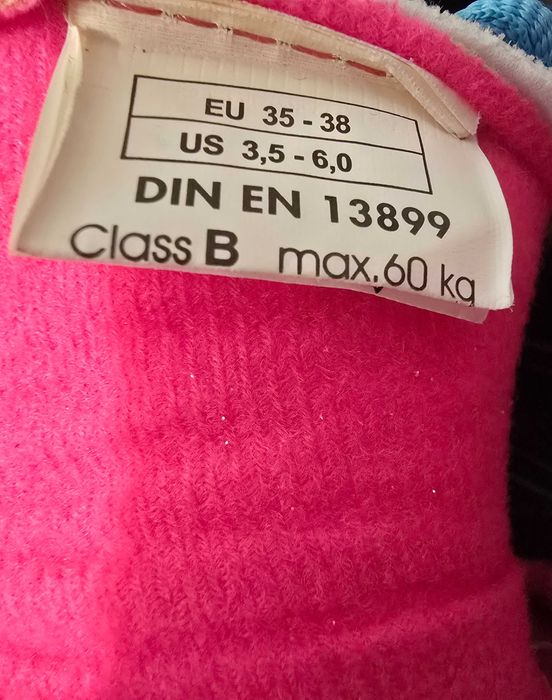 EU 35 - 38
US 3,5 - 6,0
DIN EN 13899
Class B max. 60 kg